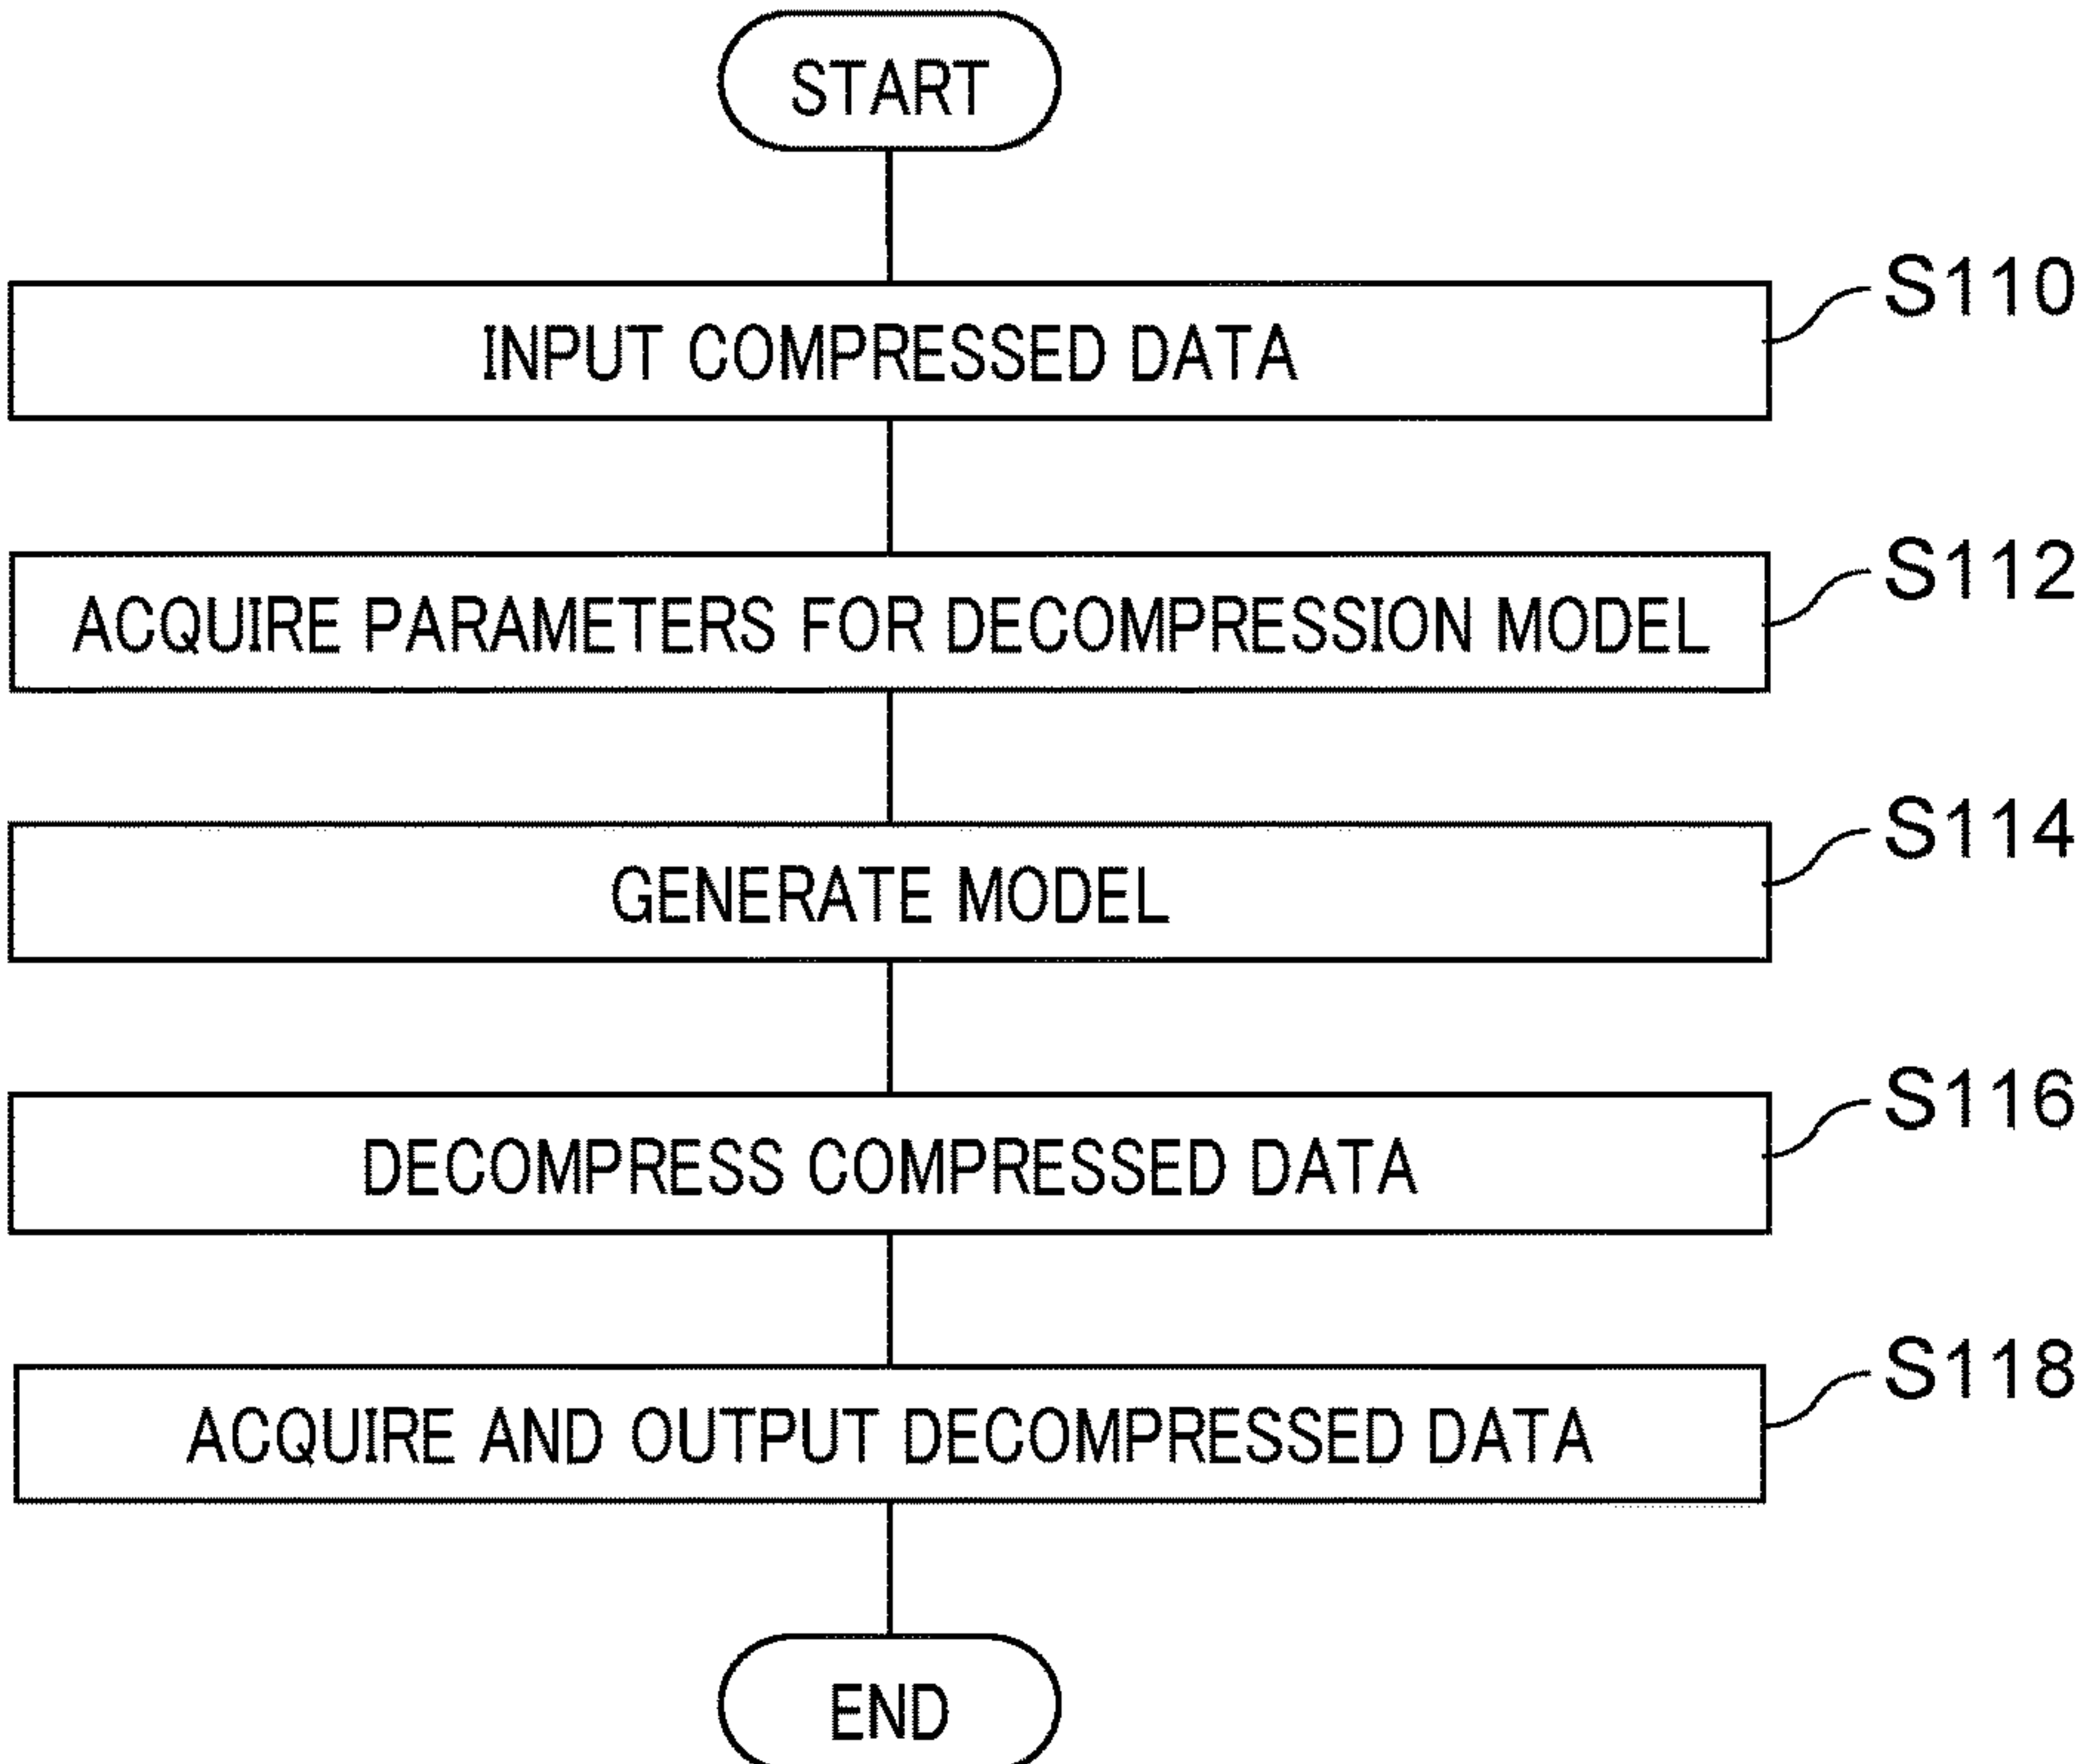 START
INPUT COMPRESSED DATA
S110
ACQUIRE PARAMETERS FOR DECOMPRESSION MODEL
S112
GENERATE MODEL
S114
DECOMPRESS COMPRESSED DATA
S116
ACQUIRE AND OUTPUT DECOMPRESSED DATA
S118
END